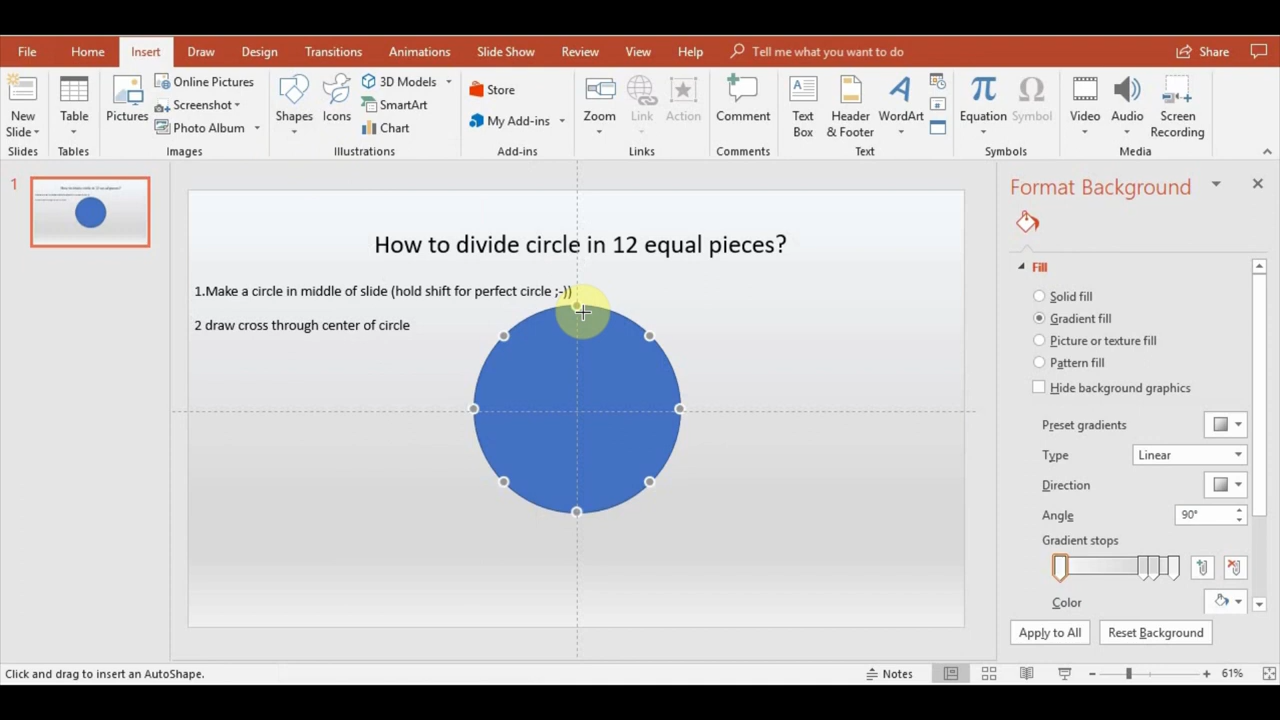 File Home Insert Draw Design Transitions Animations Slide Show Review View Help Tell me what you want to do Share
New Slide
Slides
Table
Tables
Pictures
Online Pictures
Screenshot
Photo Album
Images
Shapes
Icons
3D Models
SmartArt
Chart
Illustrations
Store
My Add-ins
Add-ins
Zoom
Link
Action
Links
Comment
Comments
Text Box
Header & Footer
WordArt
Text
Equation
Symbol
Symbols
Video
Audio
Screen Recording
Media
1
How to divide circle in 12 equal pieces?
1.Make a circle in middle of slide (hold shift for perfect circle ;-))
2 draw cross through center of circle
Format Background
Fill
Solid fill
Gradient fill
Picture or texture fill
Pattern fill
Hide background graphics
Preset gradients
Type Linear
Direction
Angle 90°
Gradient stops
Color
Apply to All Reset Background
Click and drag to insert an AutoShape. Notes 61%